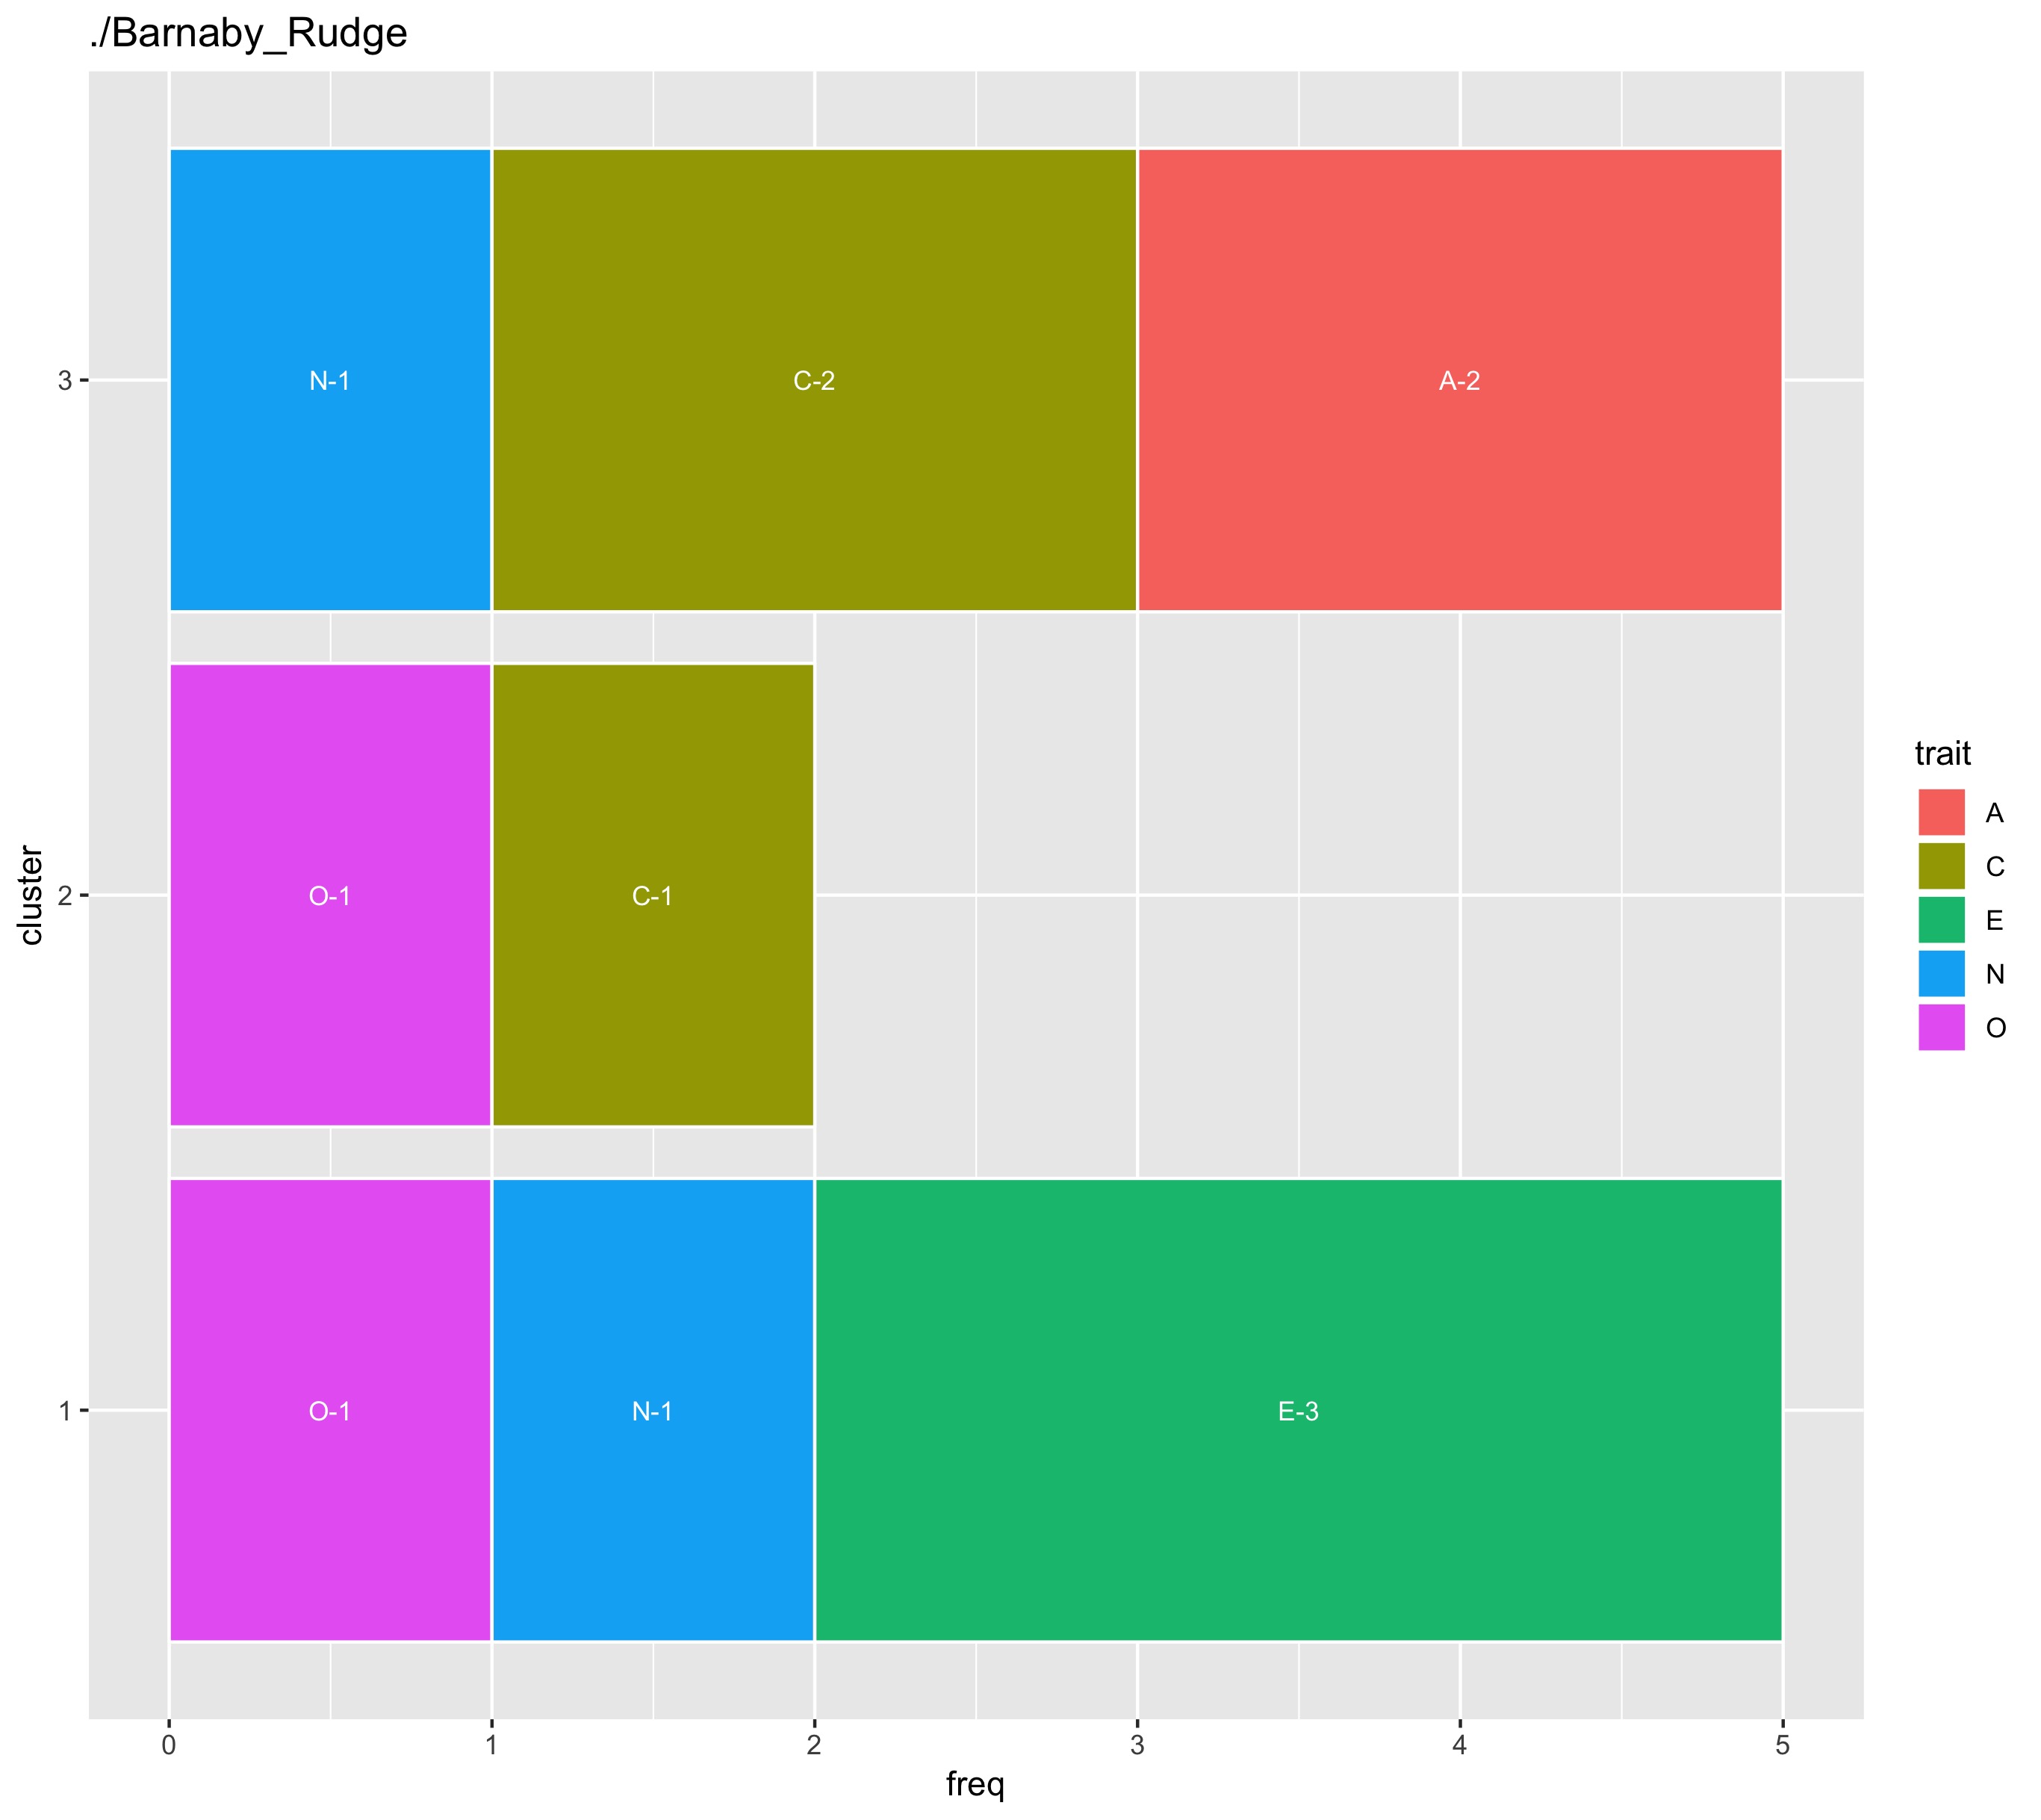 ./Barnaby_Rudge
3
N-1
C-2
A-2
cluster
2
O-1
C-1
1
O-1
N-1
E-3
0
1
2
3
4
5
freq
trait
A
C
E
N
O